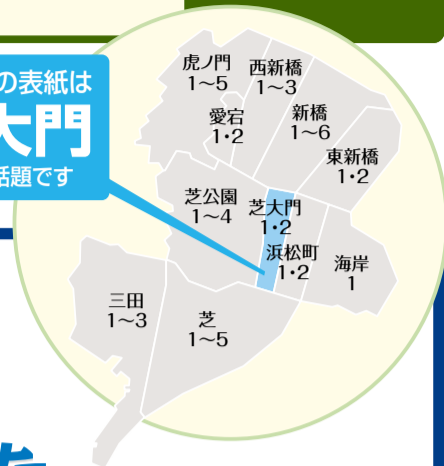 の表紙は
大門
話題です
虎ノ門
1～5
西新橋
1～3
愛宕
1・2
新橋
1～6
東新橋
1・2
芝公園
1～4
芝大門
1・2
浜松町
1・2
海岸
1
三田
1～3
芝
1～5